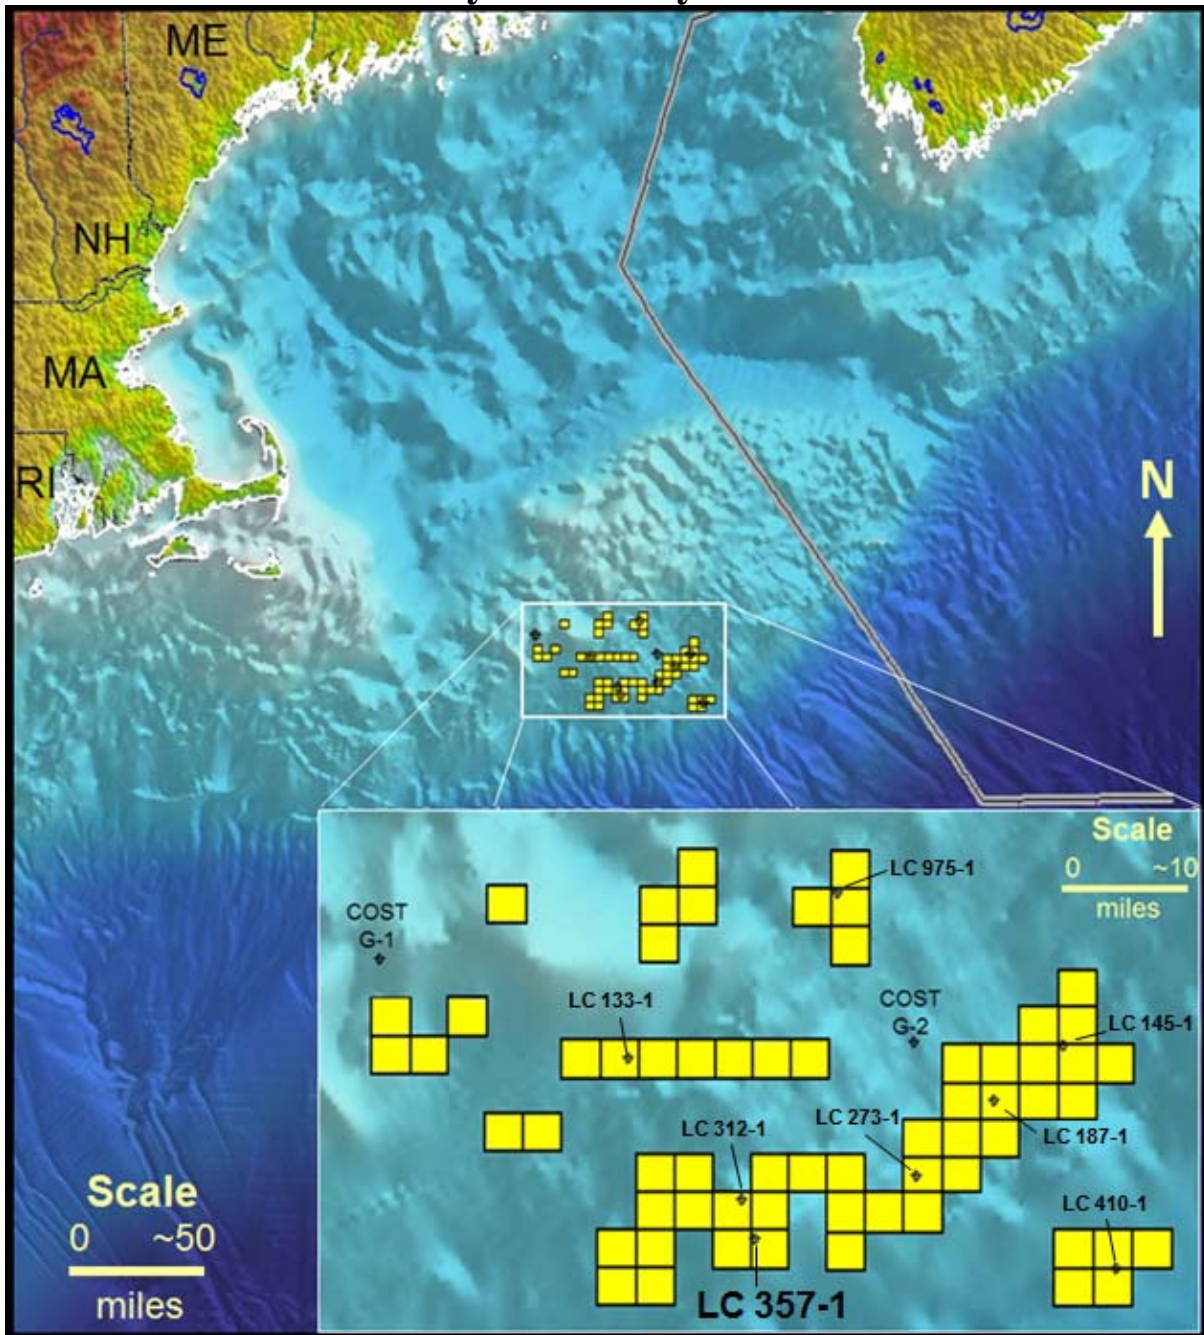 ME
NH
MA
RI
N
Scale
0 ~10
miles
LC 975-1
COST
G-1
LC 133-1
COST
G-2
LC 145-1
LC 312-1
LC 273-1
LC 187-1
LC 410-1
LC 357-1
Scale
0 ~50
miles